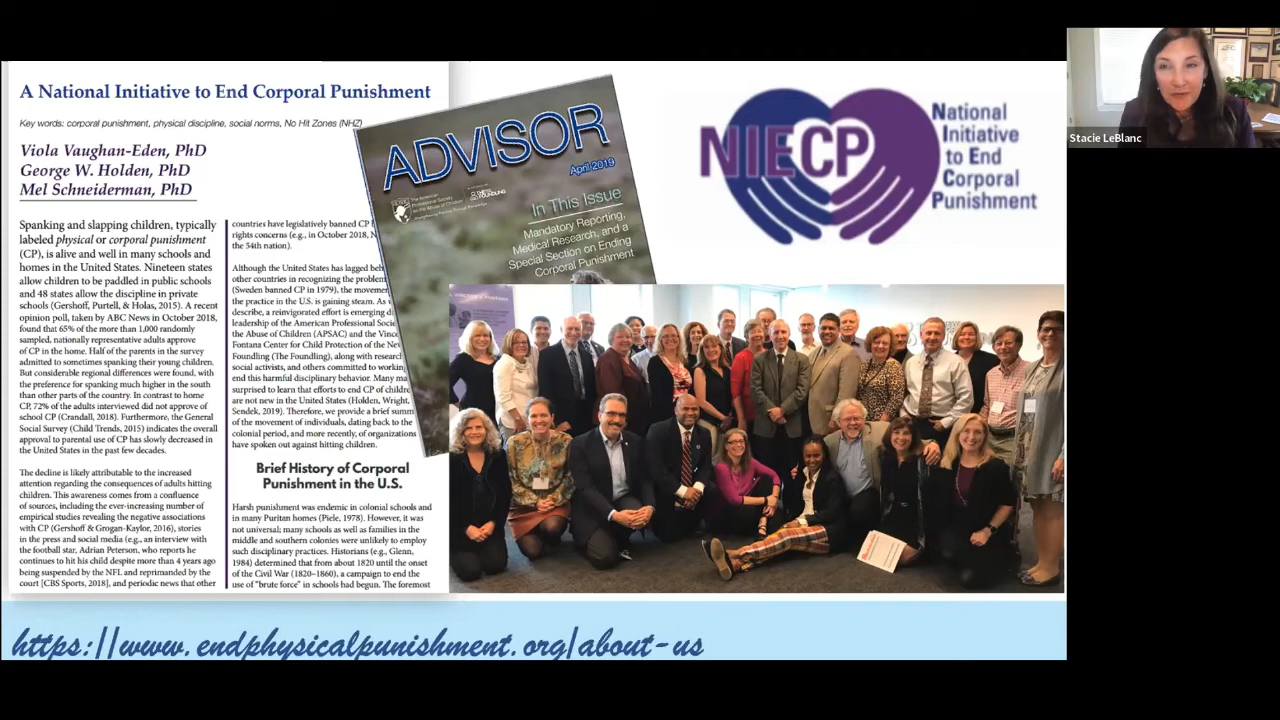 A National Initiative to End Corporal Punishment
Key words: corporal punishment, physical discipline, social norms, No Hit Zones (NHZ)
Viola Vaughan-Eden, PhD
George W. Holden, PhD
Mel Schneiderman, PhD
Spanking and slapping children, typically
labeled physical or corporal punishment
(CP), is alive and well in many schools and
homes in the United States. Nineteen states
allow children to be paddled in public schools
and 48 states allow the discipline in private
schools (Gershoff, Purtell, & Holas, 2015). A recent
opinion poll, taken by ABC News in October 2018,
found that 65% of the more than 1,000 randomly
sampled, nationally representative adults approve
of CP in the home. Half of the parents in the survey
admitted to sometimes spanking their young children.
But considerable regional differences were found, with
the preference for spanking much higher in the south
than other parts of the country. In contrast to home
CP, 72% of the adults interviewed did not approve of
school CP (Crandall, 2018). Furthermore, the General
Social Survey (Child Trends, 2015) indicates the overall
approval to parental use of CP has slowly decreased in
the United States in the past few decades.
The decline is likely attributable to the increased
attention regarding the consequences of adults hitting
children. This awareness comes from a confluence
of sources, including the ever-increasing number of
empirical studies revealing the negative associations
with CP (Gershoff & Grogan-Kaylor, 2016), stories
in the press and social media (e.g., an interview with
the football star, Adrian Peterson, who reports he
continues to hit his child despite more than 4 years ago
being suspended by the NFL and reprimanded by the
court [CBS Sports, 2018], and periodic news that other
countries have legislatively banned CP
rights concerns (e.g., in October 2018,
the 54th nation).
Although the United States has lagged
other countries in recognizing the
(Sweden banned CP in 1979), the
the practice in the U.S. is gaining steam. As
describe, a reinvigorated effort is emerging
leadership of the American Professional
the Abuse of Children (APSAC) and the
Fontana Center for Child Protection of the
Foundling (The Foundling), along with
social activists, and others committed to
end this harmful disciplinary behavior. Many
surprised to learn that efforts to end CP of
are not new in the United States (Holden, Wright,
Sendek, 2019). Therefore, we provide a brief
of the movement of individuals, dating back to the
colonial period, and more recently, of organizations
have spoken out against hitting children.
Brief History of Corporal
Punishment in the U.S.
Harsh punishment was endemic in colonial schools and
in many Puritan homes (Piele, 1978). However, it was
not universal; many schools as well as families in the
middle and southern colonies were unlikely to employ
such disciplinary practices. Historians (e.g., Glenn,
1984) determined that from about 1820 until the onset
of the Civil War (1820–1860), a campaign to end the
use of "brute force" in schools had begun. The foremost
ADVISOR
April 2019
In This Issue
Mandatory Reporting,
Medical Research, and a
Special Section on Ending
Corporal Punishment
NIECP
National
Initiative
to End
Corporal
Punishment
https://www.endphysicalpunishment.org/about-us
Stacie LeBlanc